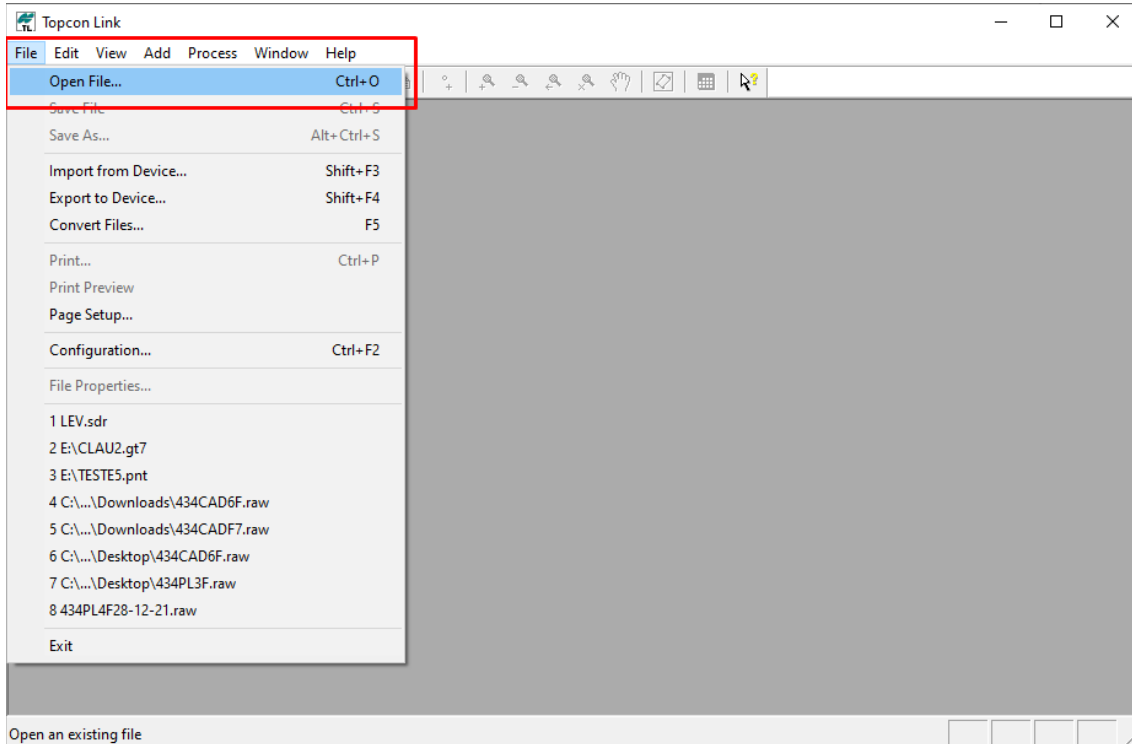 Topcon Link
File Edit View Add Process Window Help
Open File... Ctrl+O
Save File Ctrl+S
Save As... Alt+Ctrl+S
Import from Device... Shift+F3
Export to Device... Shift+F4
Convert Files... F5
Print... Ctrl+P
Print Preview
Page Setup...
Configuration... Ctrl+F2
File Properties...
1 LEV.sdr
2 E:\CLAU2.gt7
3 E:\TESTE5.pnt
4 C:\...\Downloads\434CAD6F.raw
5 C:\...\Downloads\434CADF7.raw
6 C:\...\Desktop\434CAD6F.raw
7 C:\...\Desktop\434PL3F.raw
8 434PL4F28-12-21.raw
Exit
Open an existing file